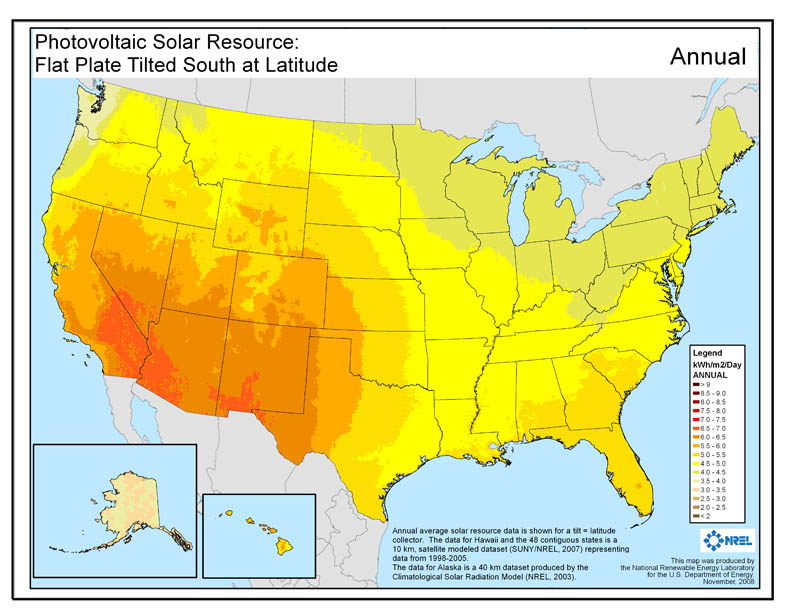 Photovoltaic Solar Resource:
Flat Plate Tilted South at Latitude
Annual
Legend
kWh/m2/Day
ANNUAL
> 9
8.5 - 9.0
8.0 - 8.5
7.5 - 8.0
7.0 - 7.5
6.5 - 7.0
6.0 - 6.5
5.5 - 6.0
5.0 - 5.5
4.5 - 5.0
4.0 - 4.5
3.5 - 4.0
3.0 - 3.5
2.5 - 3.0
2.0 - 2.5
< 2
Annual average solar resource data is shown for a tilt = latitude
collector. The data for Hawaii and the 48 contiguous states is a
10 km, satellite modeled dataset (SUNY/NREL, 2007) representing
data from 1998-2005.
The data for Alaska is a 40 km dataset produced by the
Climatological Solar Radiation Model (NREL, 2003).
NREL
This map was produced by
the National Renewable Energy Laboratory
for the U.S. Department of Energy.
November, 2008